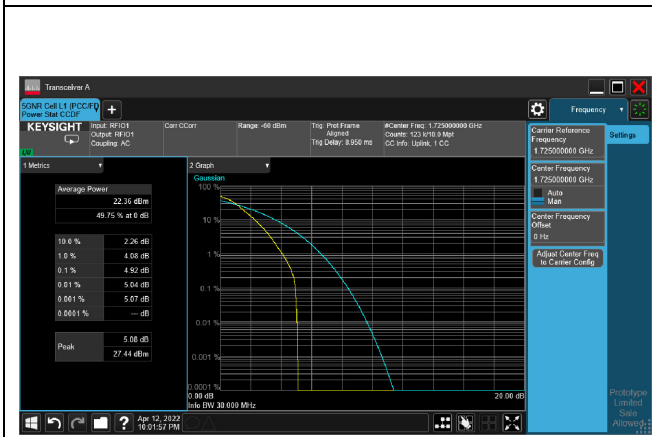 Transceiver A
5GNR Cell L1 (PCC/FD
Power Stat CCDF
KEYSIGHT
Input: RFIO1
Output: RFIO1
Coupling: AC
Corr CCorr
Range: -60 dBm
Trig: Prot Frame
Aligned
Trig Delay: 8.950 ms
#Center Freq: 1.725000000 GHz
Counts: 123 k/10.0 Mpt
CC Info: Uplink, 1 CC
Frequency
Carrier Reference
Frequency
1.725000000 GHz
Settings
Center Frequency
1.725000000 GHz
Auto
Man
Center Frequency
Offset
0 Hz
Adjust Center Freq
to Carrier Config
1 Metrics
Average Power
22.36 dBm
49.75 % at 0 dB
10.0 % 2.26 dB
1.0 % 4.08 dB
0.1 % 4.92 dB
0.01 % 5.04 dB
0.001 % 5.07 dB
0.0001 % --- dB
Peak
5.08 dB
27.44 dBm
2 Graph
Gaussian
100 %
10 %
1 %
0.1 %
0.01 %
0.001 %
0.0001 %
0.00 dB
20.00 dB
Info BW 30.000 MHz
Prototype
Limited
Sale
Allowed
?
Apr 12, 2022
10:01:57 PM